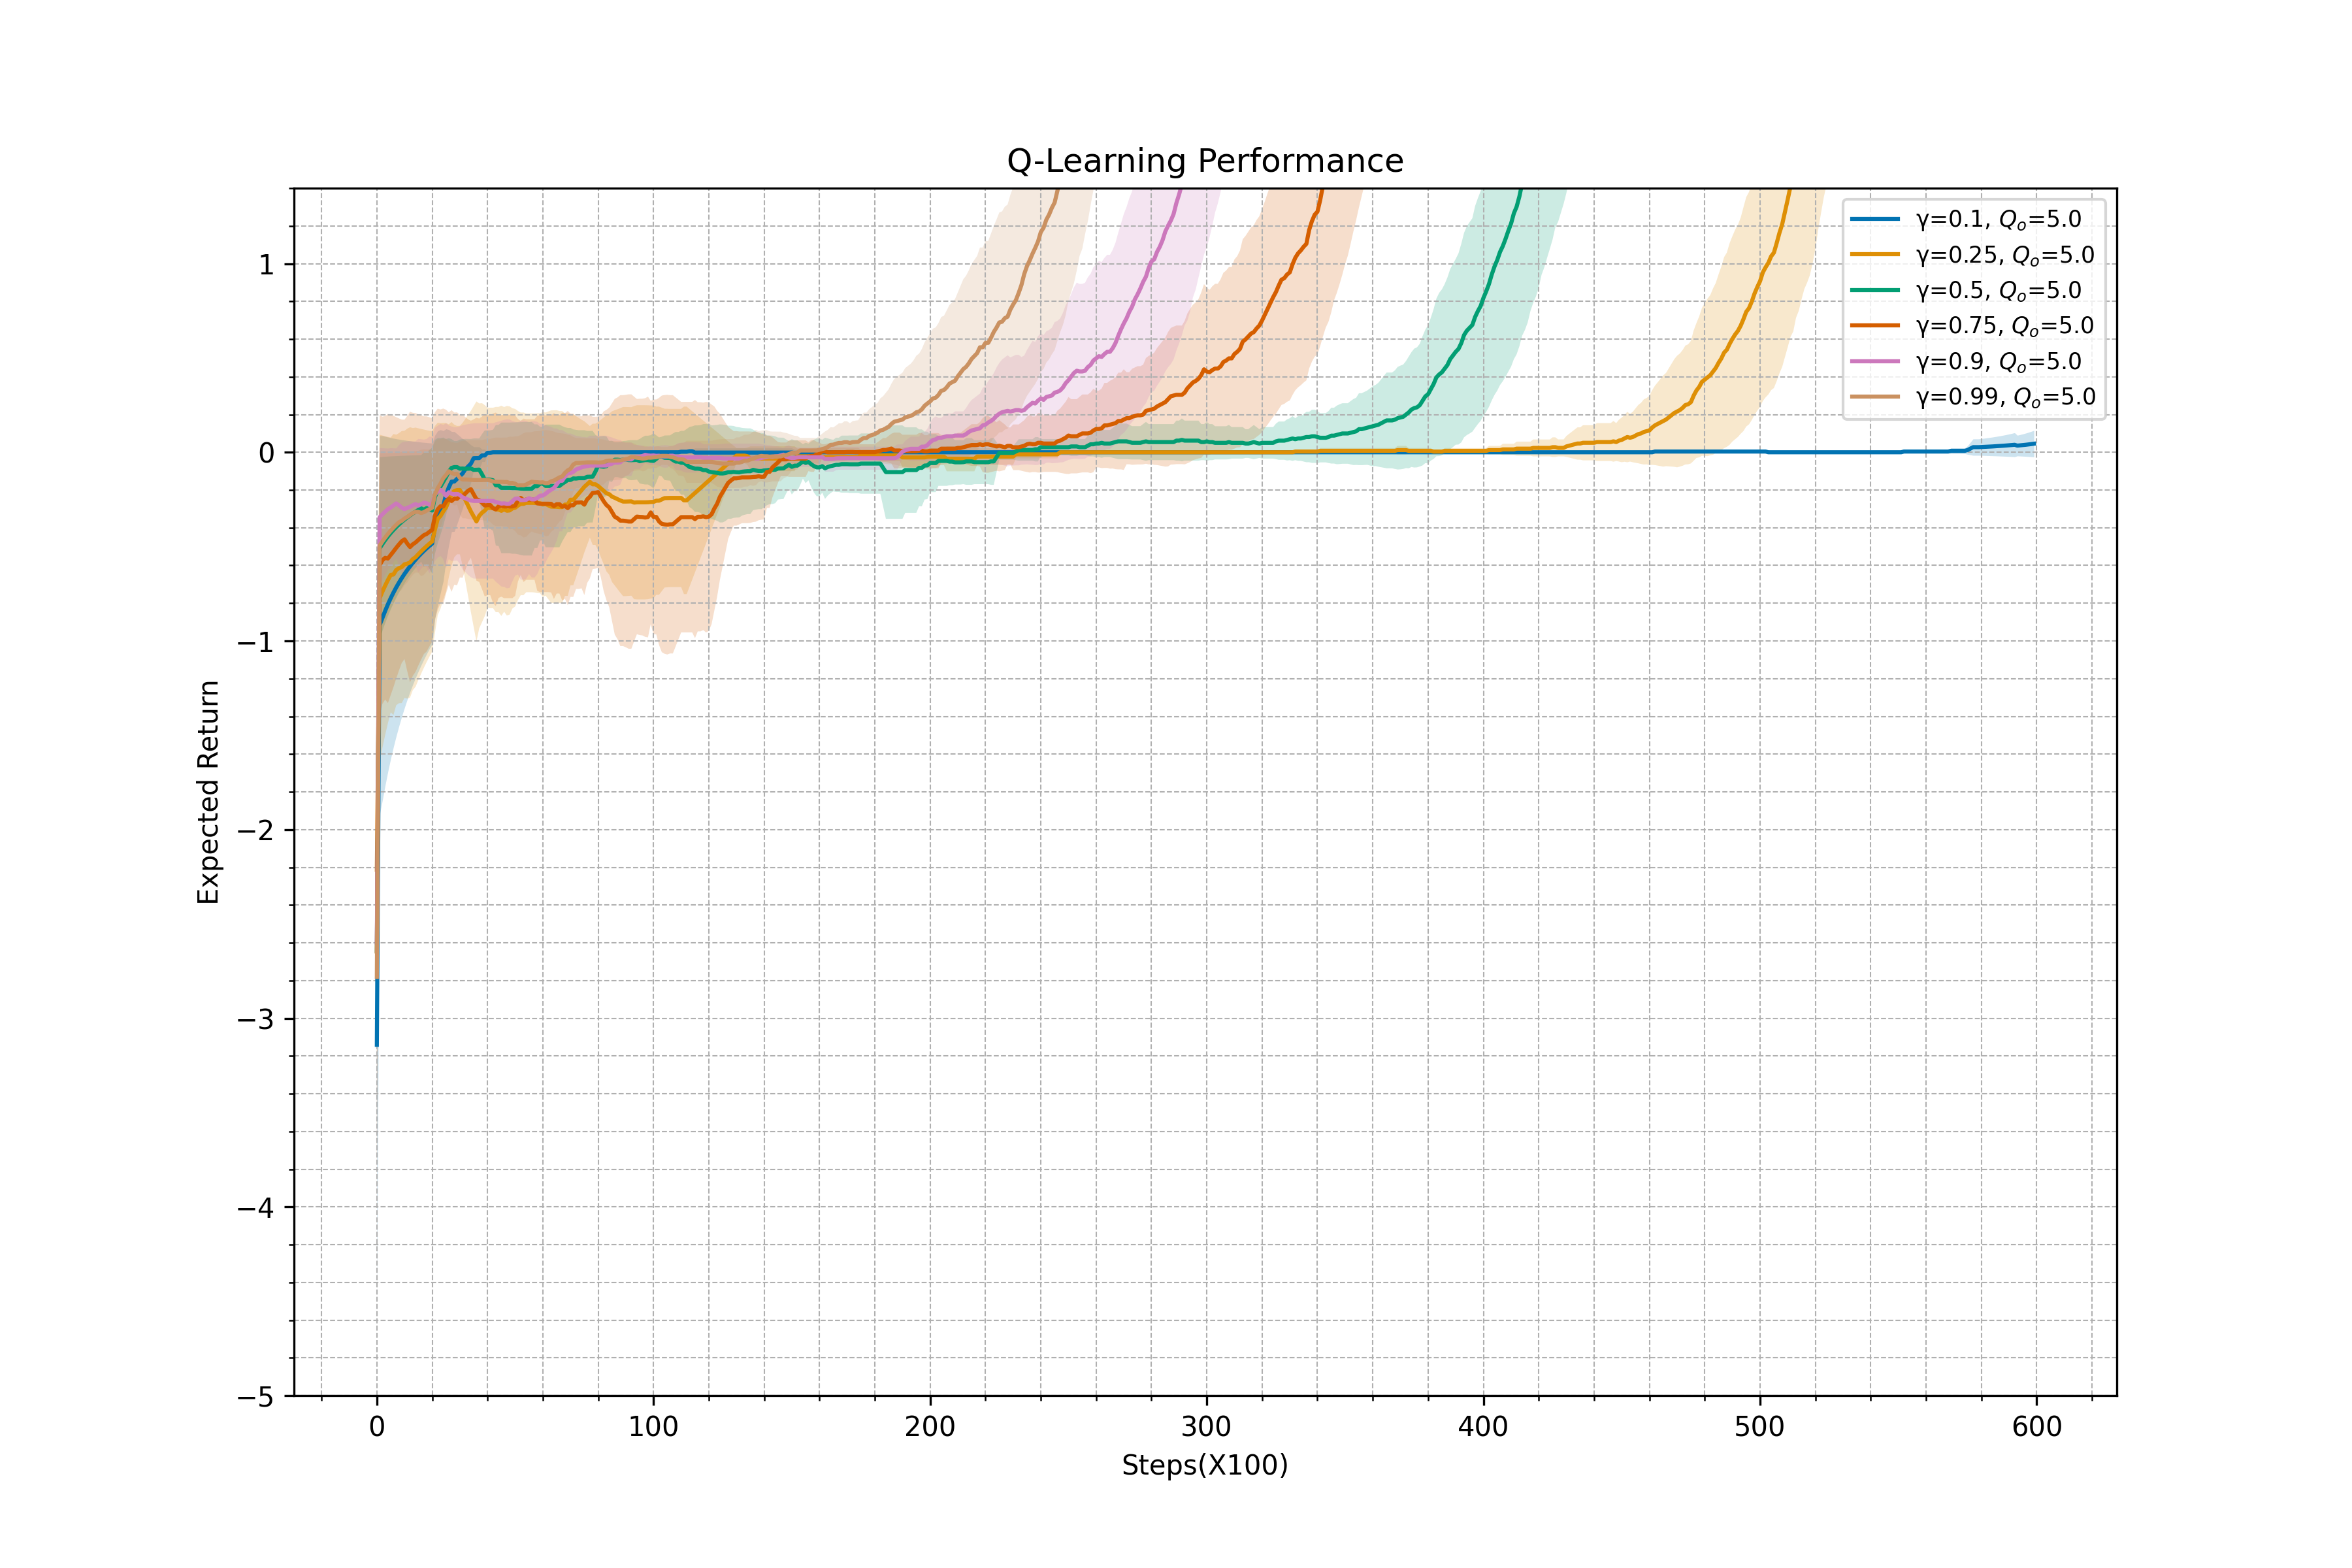 Q-Learning Performance
γ=0.1, Qₒ=5.0
γ=0.25, Qₒ=5.0
γ=0.5, Qₒ=5.0
γ=0.75, Qₒ=5.0
γ=0.9, Qₒ=5.0
γ=0.99, Qₒ=5.0
Expected Return
1
0
−1
−2
−3
−4
−5
0 100 200 300 400 500 600
Steps(X100)